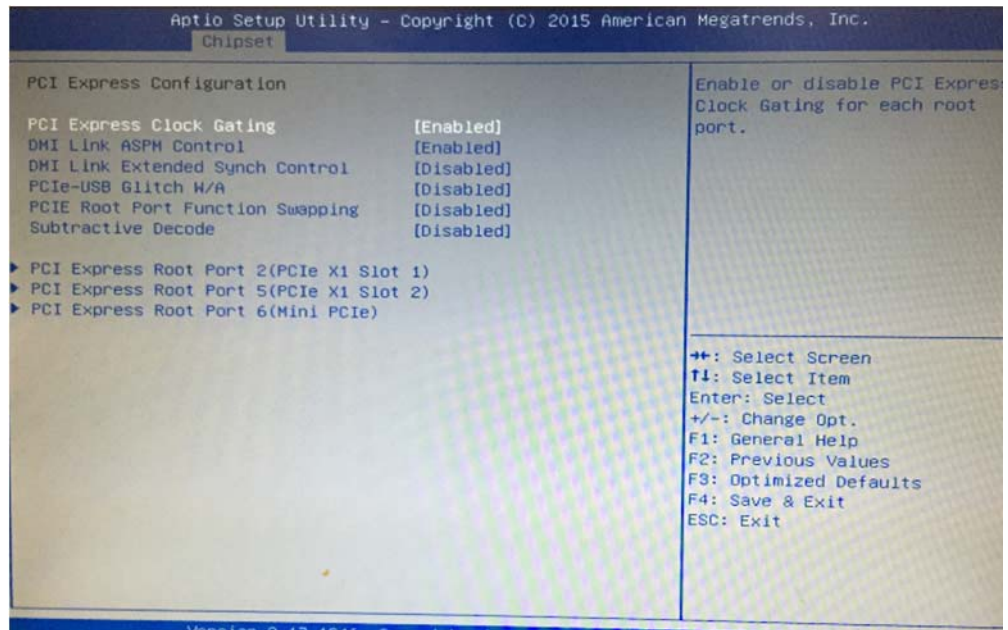 Aptio Setup Utility – Copyright (C) 2015 American Megatrends, Inc.
Chipset
PCI Express Configuration
PCI Express Clock Gating [Enabled]
DMI Link ASPM Control [Enabled]
DMI Link Extended Synch Control [Disabled]
PCIe-USB Glitch W/A [Disabled]
PCIE Root Port Function Swapping [Disabled]
Subtractive Decode [Disabled]
PCI Express Root Port 2(PCIe X1 Slot 1)
PCI Express Root Port 5(PCIe X1 Slot 2)
PCI Express Root Port 6(Mini PCIe)
Enable or disable PCI Express
Clock Gating for each root
port.
→←: Select Screen
↑↓: Select Item
Enter: Select
+/-: Change Opt.
F1: General Help
F2: Previous Values
F3: Optimized Defaults
F4: Save & Exit
ESC: Exit